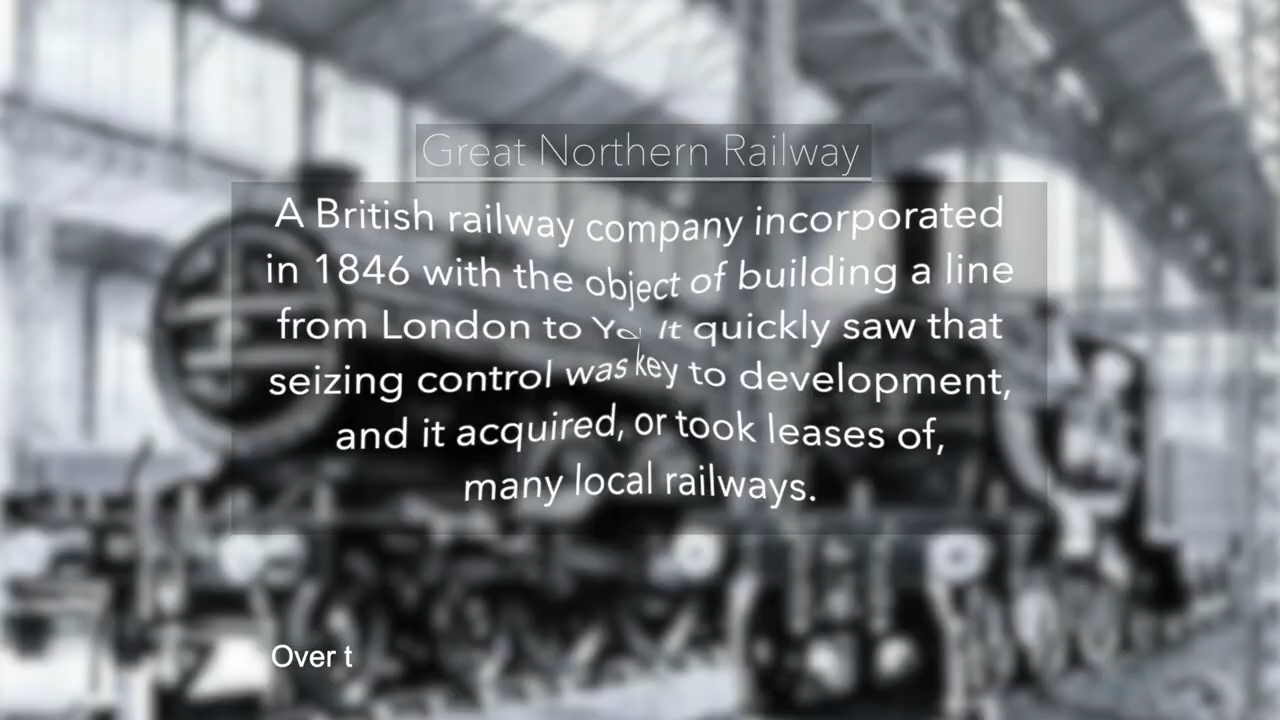 Great Northern Railway
A British railway company incorporated
in 1846 with the object of building a line
from London to It quickly saw that
seizing control was key to development,
and it acquired, or took leases of,
many local railways.
Over t